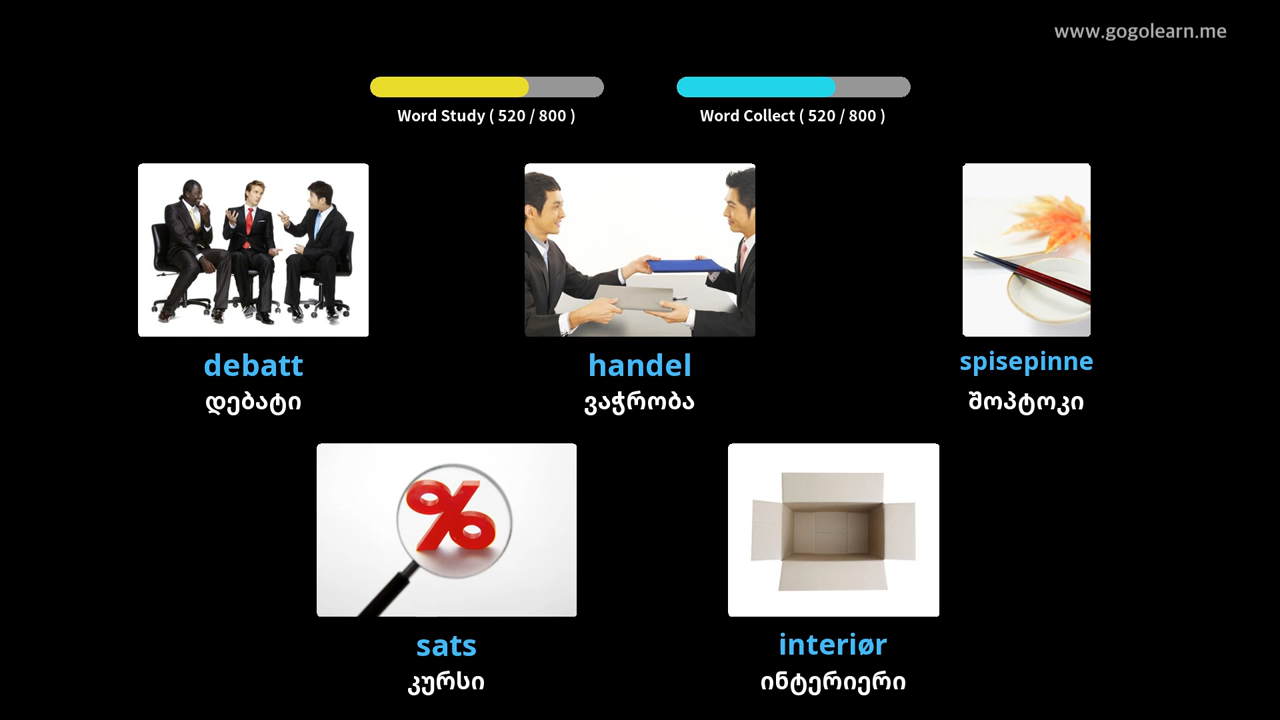 www.gogolearn.me
Word Study ( 520 / 800 )
Word Collect ( 520 / 800 )
debatt
დებატი
handel
ვაჭრობა
spisepinne
შოპტოკი
sats
კურსი
interiør
ინტერიერი